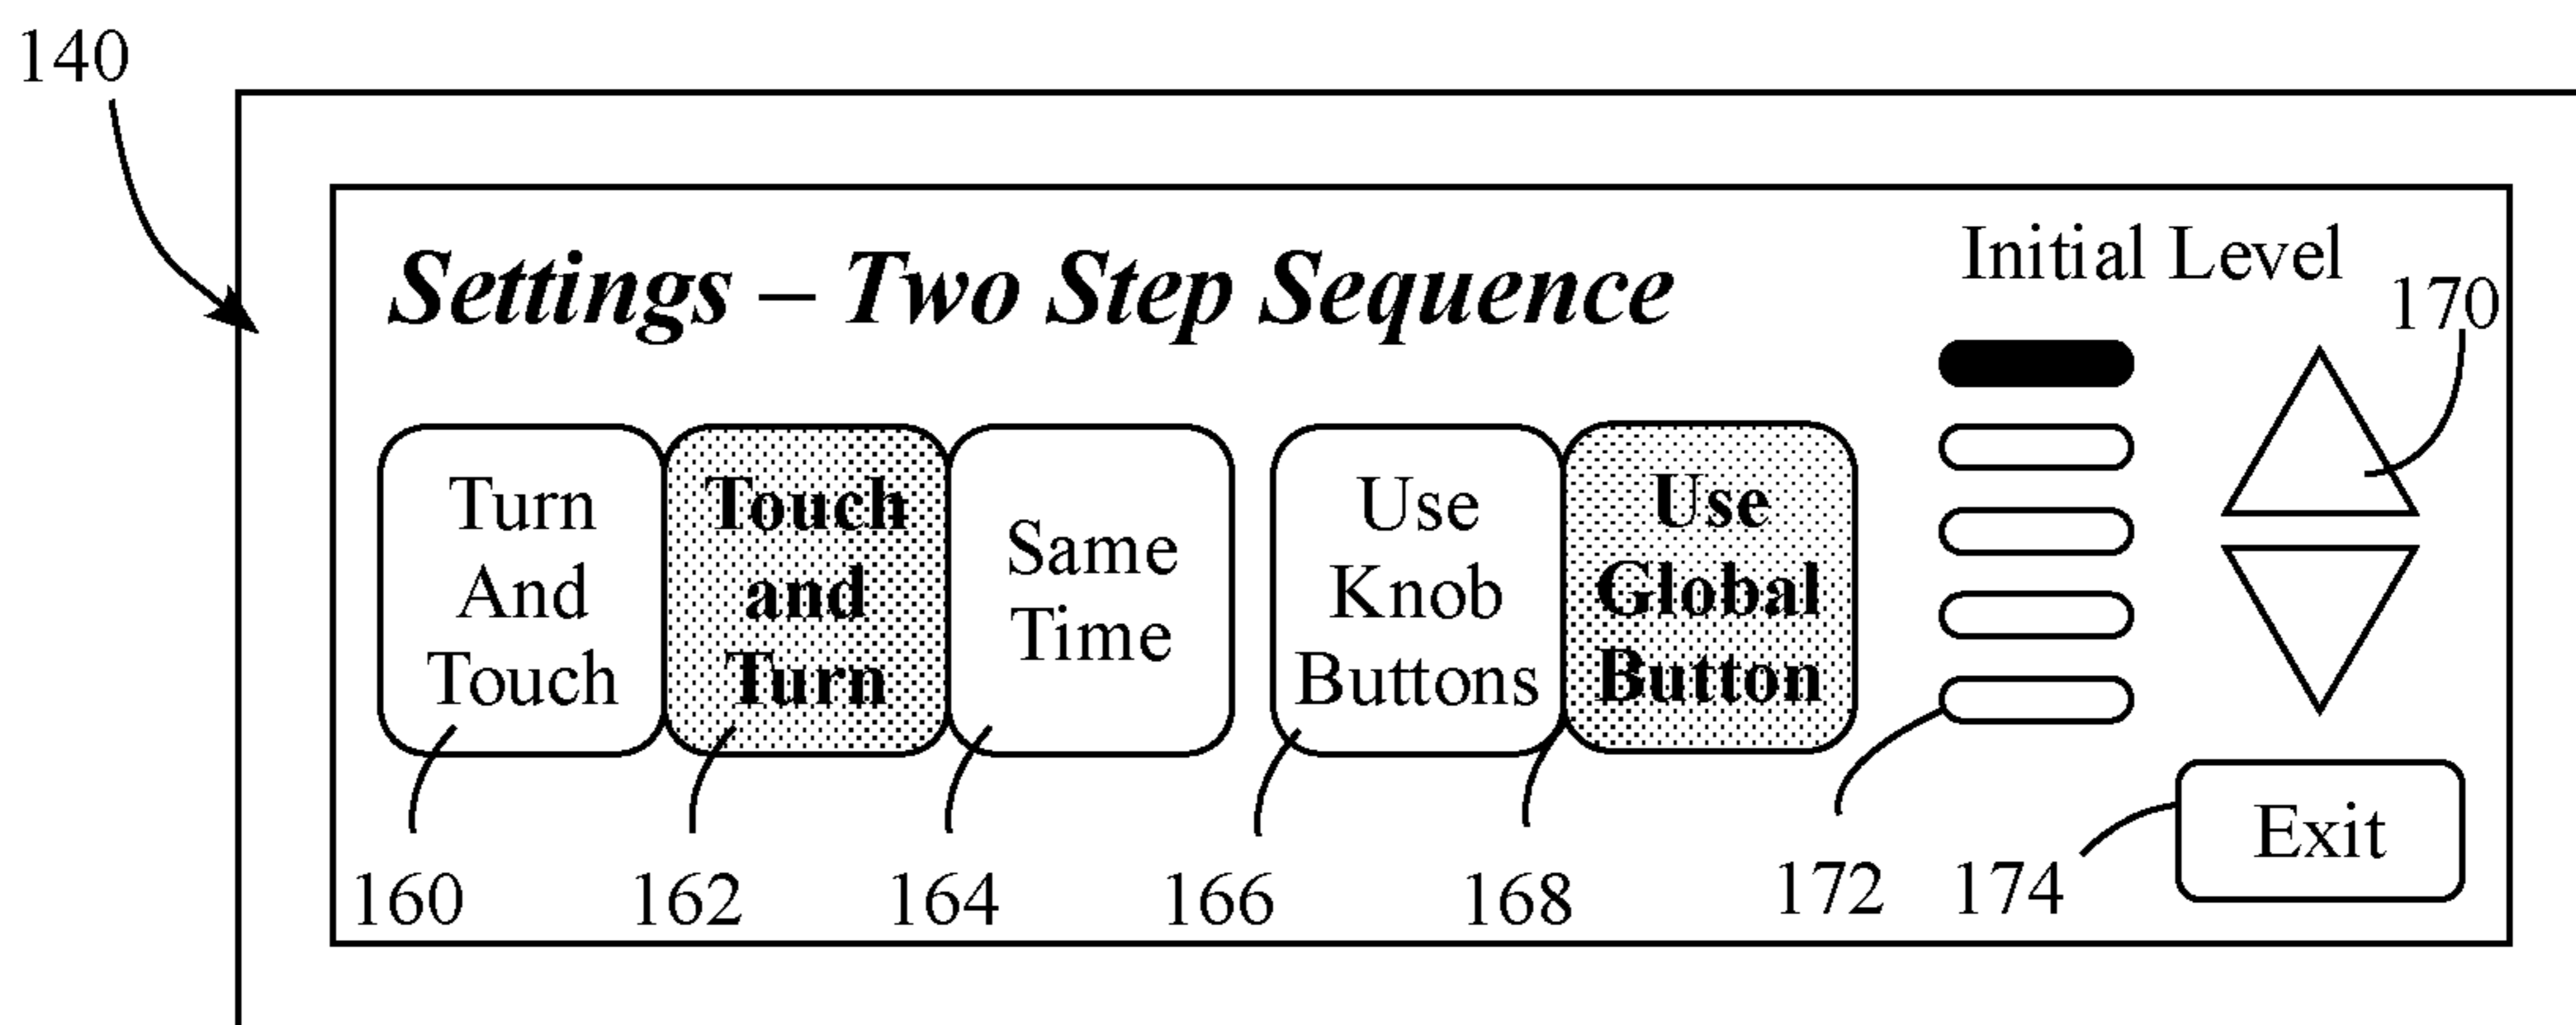 140
Initial Level
Settings – Two Step Sequence
170
Turn
And
Touch
Touch
and
Turn
Same
Time
Use
Knob
Buttons
Use
Global
Button
Exit
160
162
164
166
168
172
174